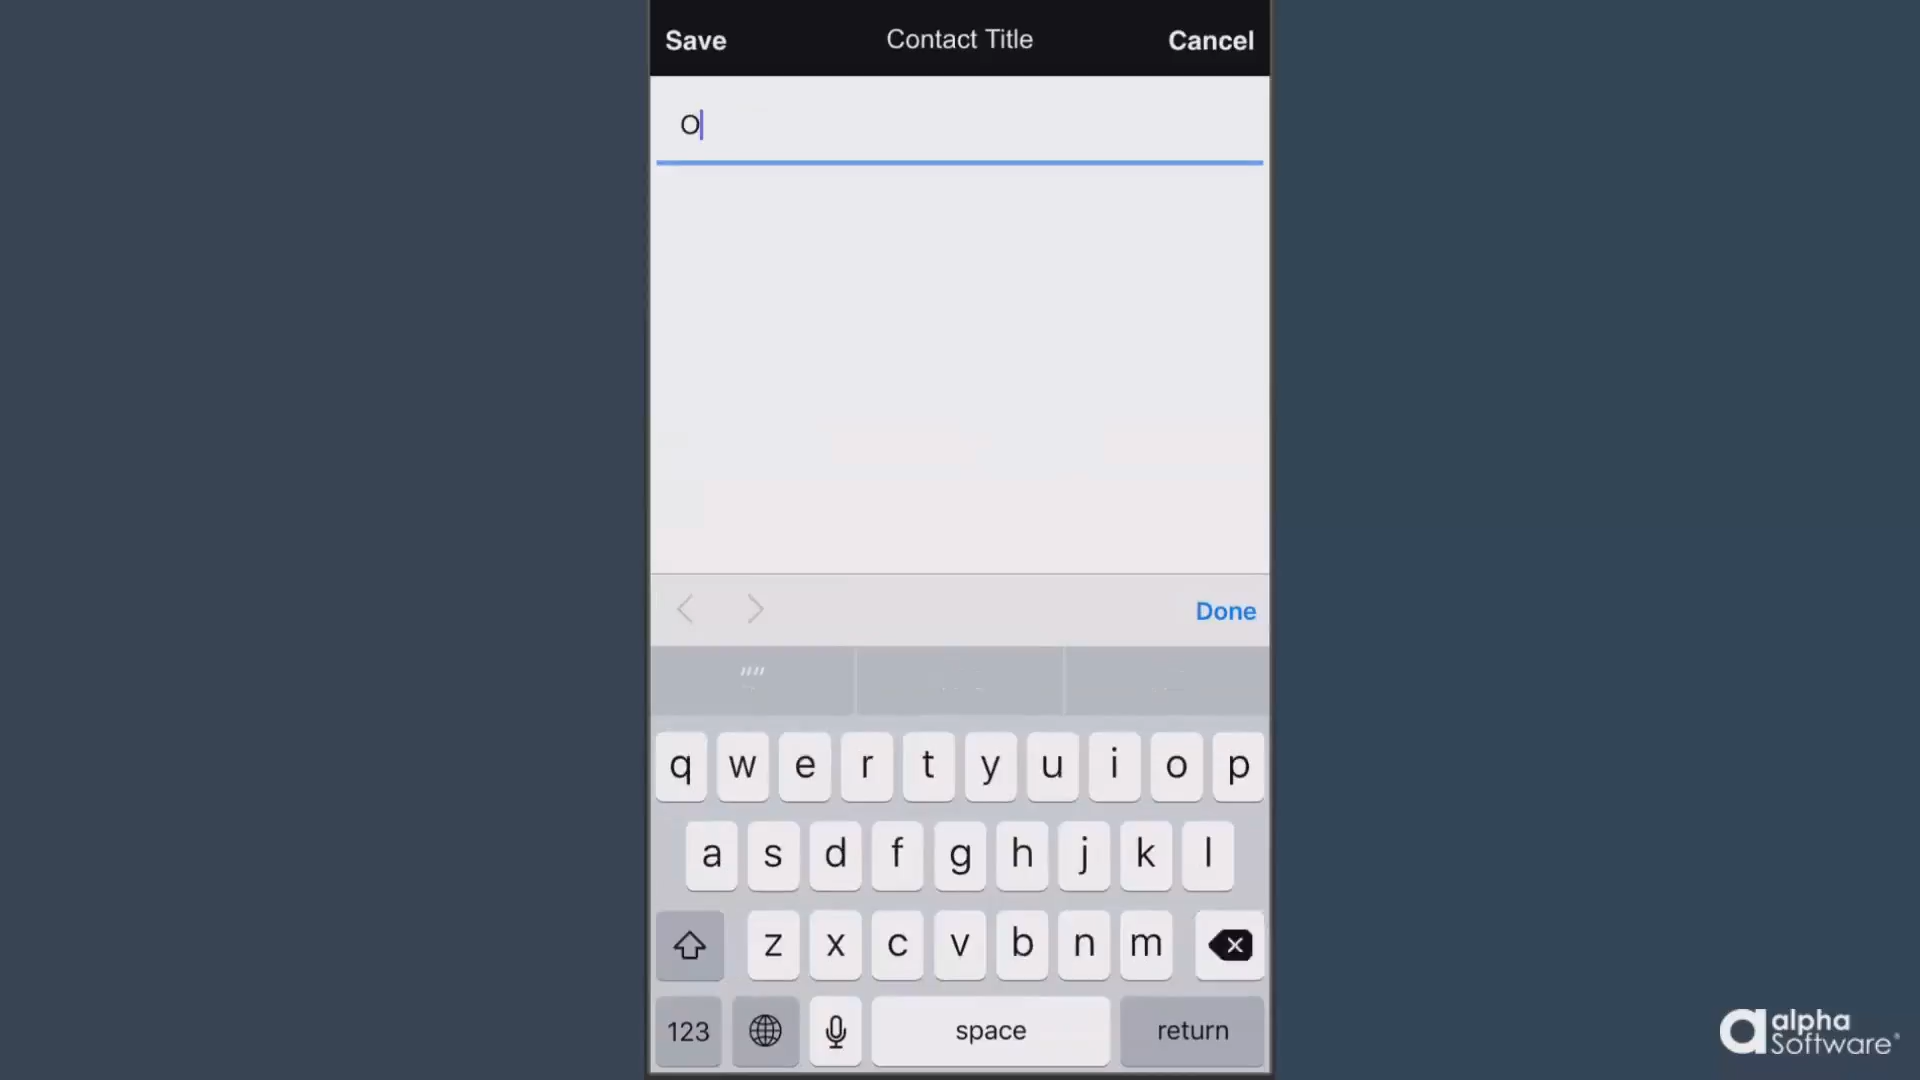 Save Contact Title Cancel
O
Done
""
q w e r t y u i o p
a s d f g h j k l
z x c v b n m
123 space return
alpha
Software®